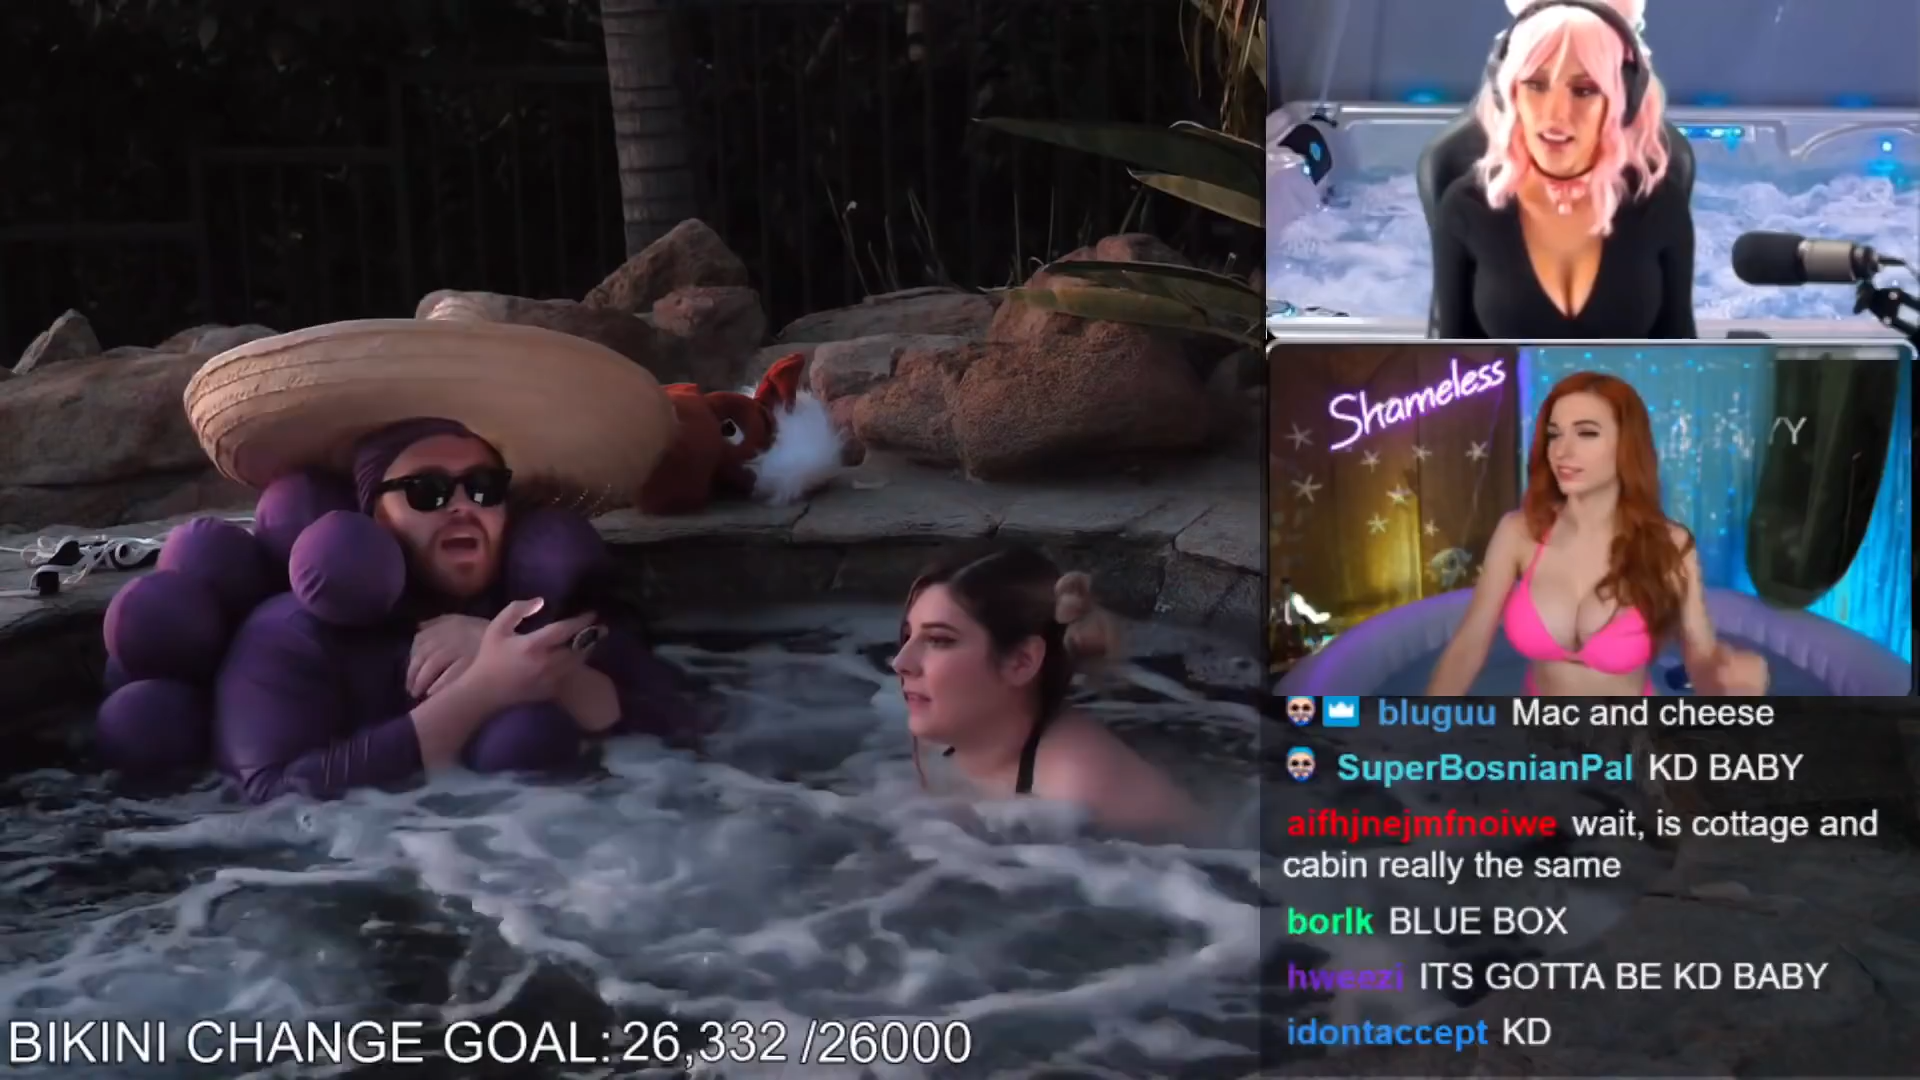 Shameless
bluguu Mac and cheese
SuperBosnianPal KD BABY
aifhjnejmfnoiwe wait, is cottage and
cabin really the same
borlk BLUE BOX
hweezi ITS GOTTA BE KD BABY
idontaccept KD
BIKINI CHANGE GOAL: 26,332 /26000